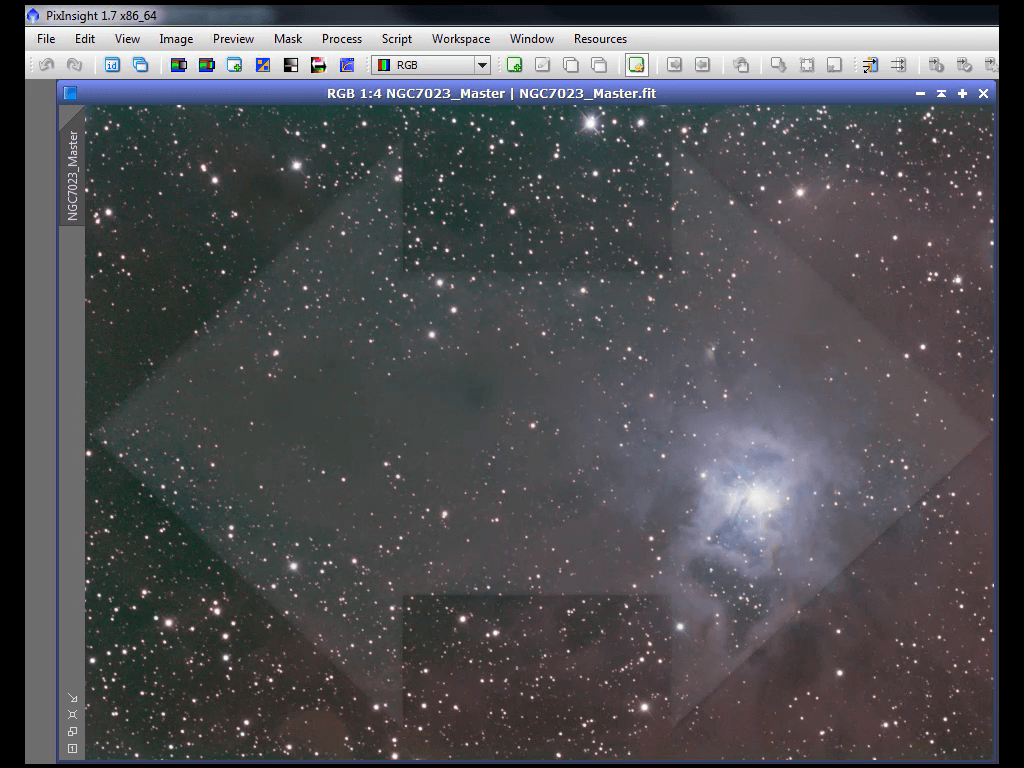 PixInsight 1.7 x86_64
File Edit View Image Preview Mask Process Script Workspace Window Resources
id RGB
RGB 1:4 NGC7023_Master | NGC7023_Master.fit
NGC7023_Master